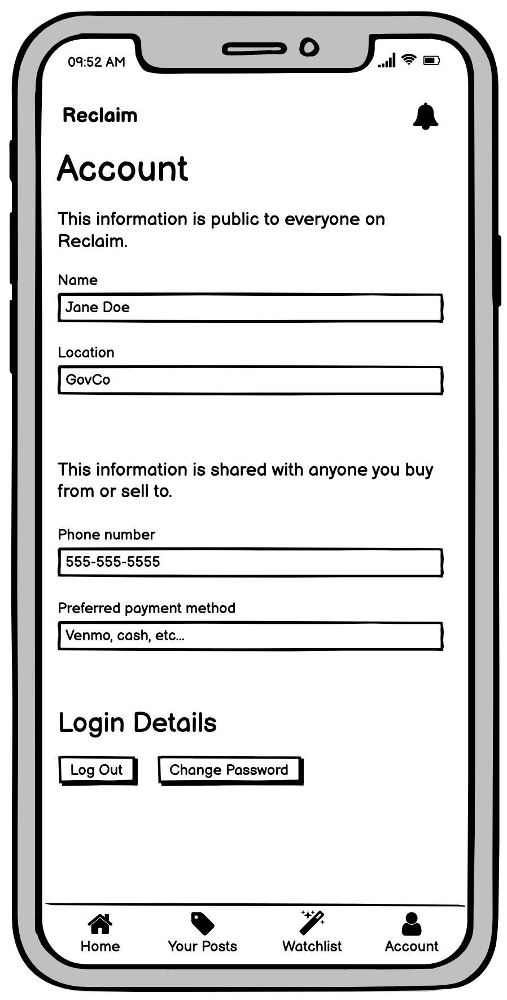 09:52 AM
Reclaim
Account
This information is public to everyone on
Reclaim.
Name
Jane Doe
Location
GovCo
This information is shared with anyone you buy
from or sell to.
Phone number
555-555-5555
Preferred payment method
Venmo, cash, etc...
Login Details
Log Out Change Password
Home Your Posts Watchlist Account